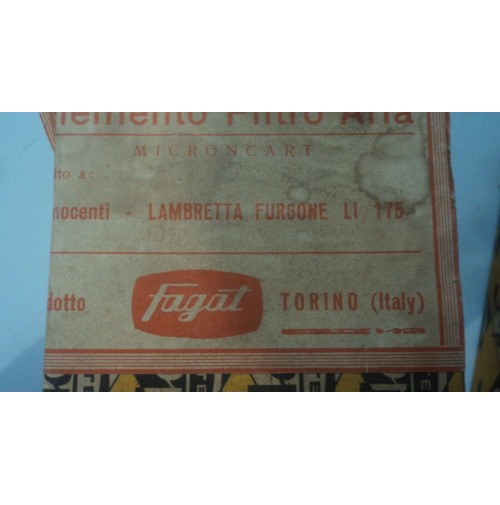 lemento Filtro Aria
MICRONCART
tto a:
nocenti - LAMBRETTA FURGONE LI 175
dotto Fagat TORINO (Italy)